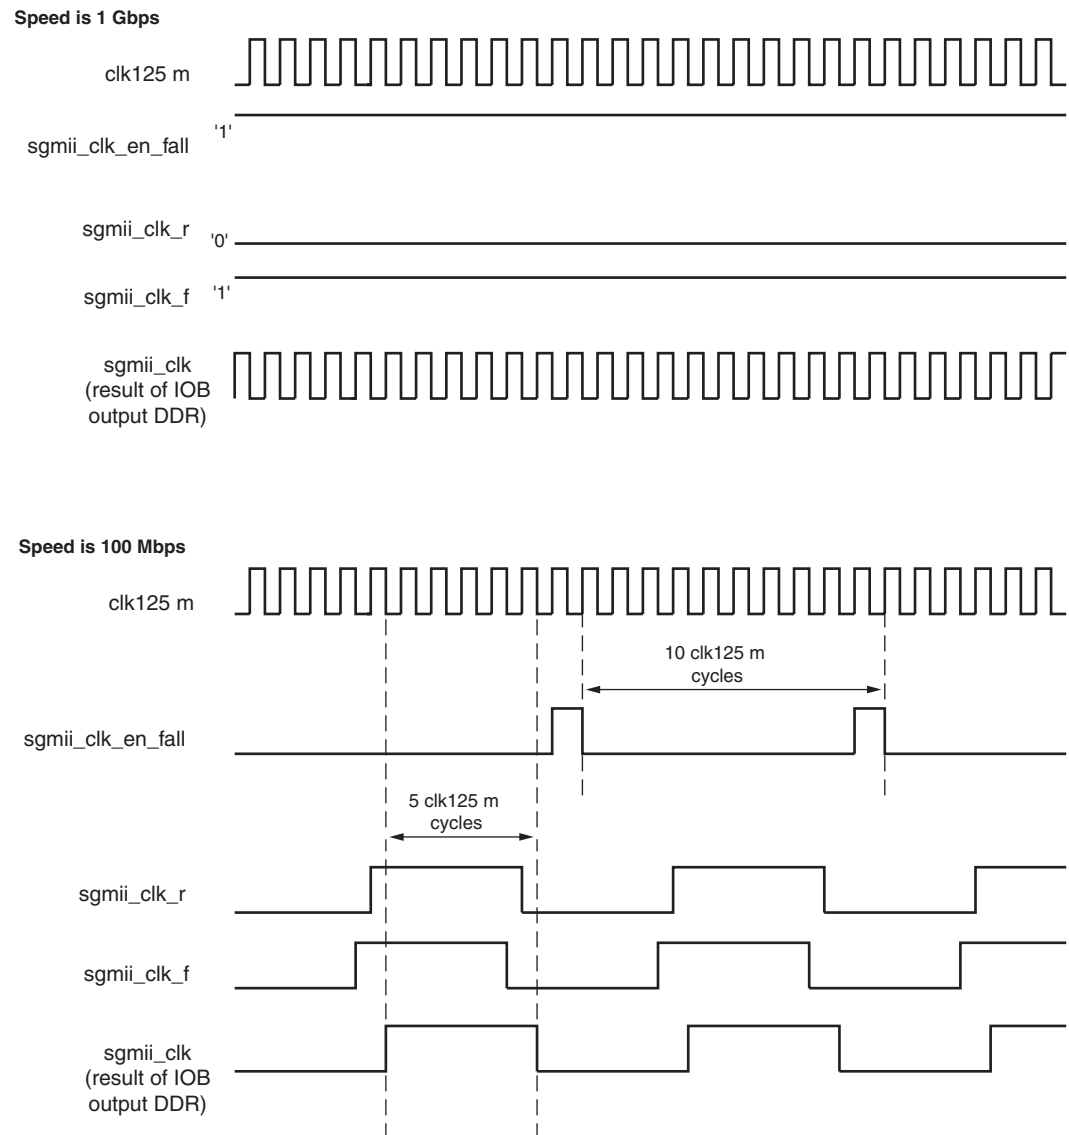 Speed is 1 Gbps
clk125 m
sgmii_clk_en_fall
'1'
sgmii_clk_r
'0'
sgmii_clk_f
'1'
sgmii_clk
(result of IOB
output DDR)
Speed is 100 Mbps
clk125 m
10 clk125 m
cycles
sgmii_clk_en_fall
5 clk125 m
cycles
sgmii_clk_r
sgmii_clk_f
sgmii_clk
(result of IOB
output DDR)